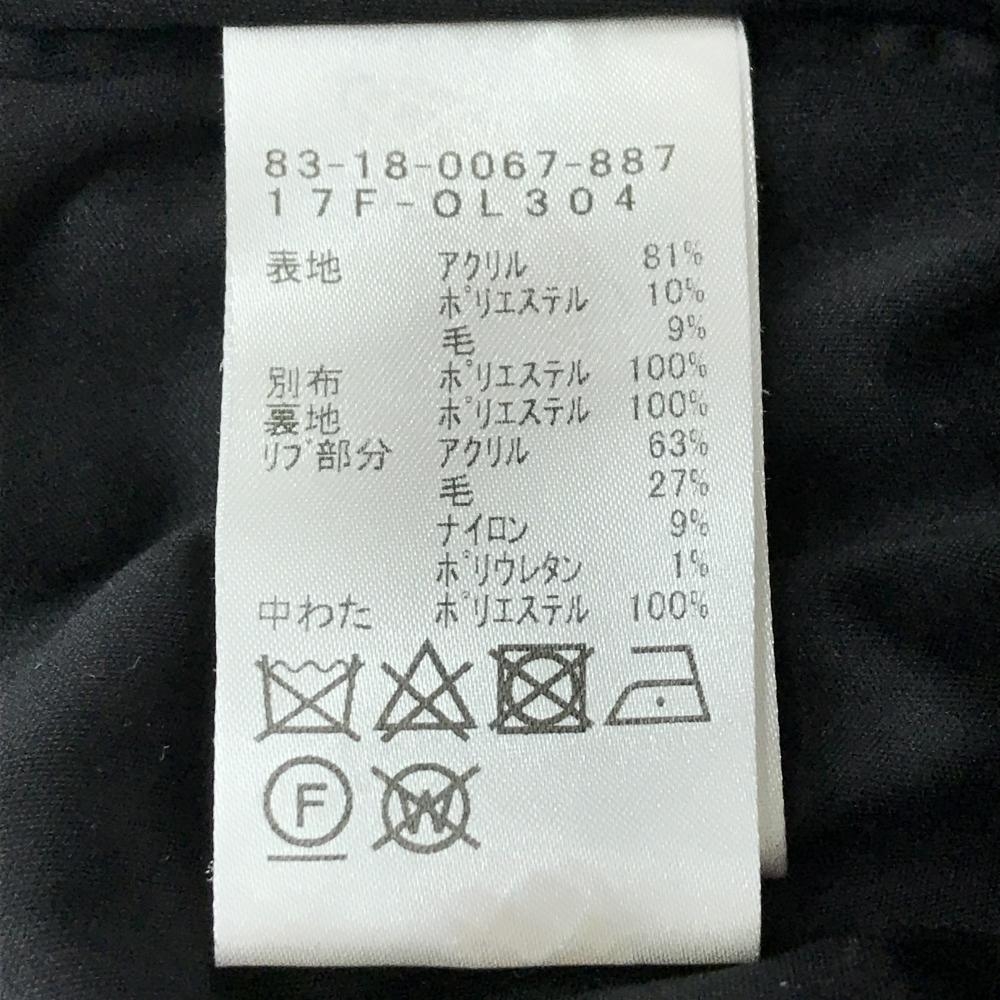 83-18-0067-887
17F-OL304
表地 アクリル 81%
ポリエステル 10%
毛 9%
別布 ポリエステル 100%
裏地 ポリエステル 100%
リブ部分 アクリル 63%
毛 27%
ナイロン 9%
ポリウレタン 1%
中わた ポリエステル 100%
F W